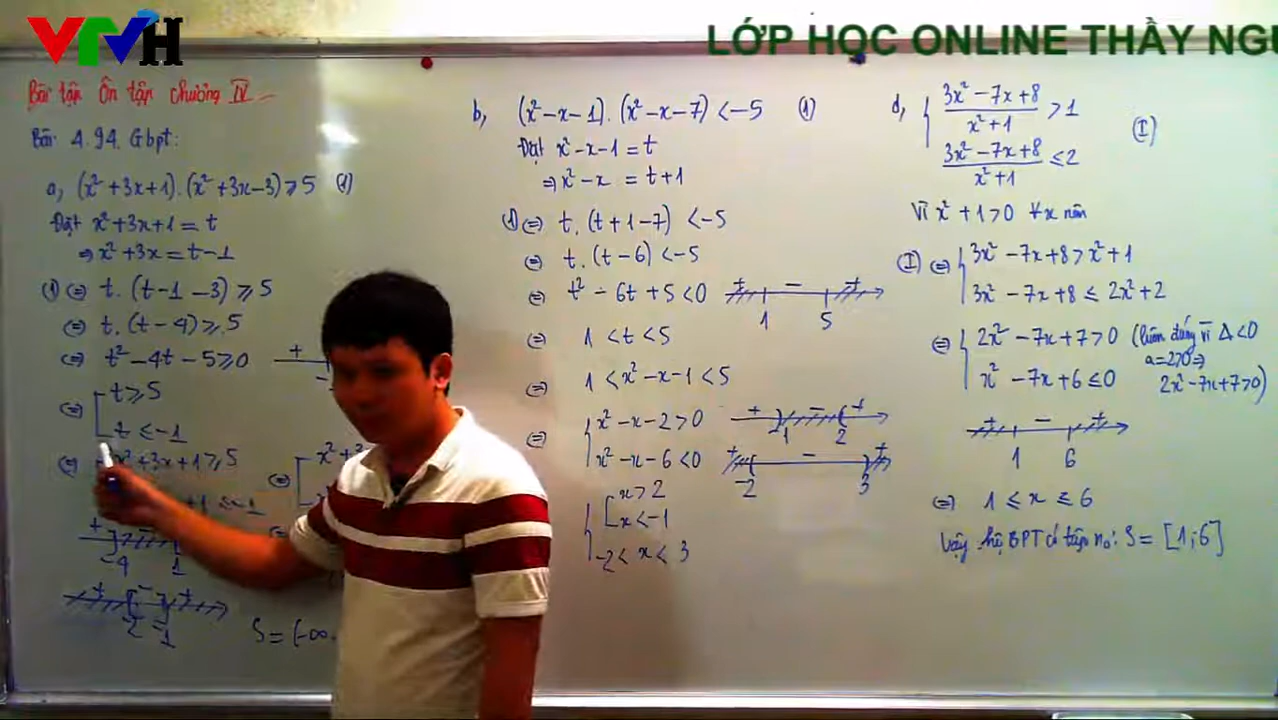 VTVH
LỚP HỌC ONLINE THẦY
Bài tập Ôn tập chương IV
Bài 4.94. Gbpt:
a, (x²+3x+1).(x²+3x-3) ≥ 5 (1)
Đặt x²+3x+1 = t
⇒ x²+3x = t-1
(1) ⇔ t.(t-1-3) ≥ 5
⇔ t.(t-4) ≥ 5
⇔ t²-4t-5 ≥ 0
+
-
⇔ [ t ≥ 5
t ≤ -1
⇔ x²+3x+1 ≥ 5
+1 ≤ -1
⇔ [ x²+3
⇔
+ - 
-4 1
+ - +
-2 -1
S = (-∞
b, (x²-x-1).(x²-x-7) < -5 (1)
Đặt x²-x-1 = t
⇒ x²-x = t+1
(1) ⇔ t.(t+1-7) < -5
⇔ t.(t-6) < -5
⇔ t²-6t+5 < 0
+ - +
1 5
⇔ 1 < t < 5
⇔ 1 < x²-x-1 < 5
⇔ { x²-x-2 > 0
+ - +
-1 2
x²-x-6 < 0
+ - +
-2 3
{ [ x > 2
x < -1
-2 < x < 3
d, { (3x²-7x+8)/(x²+1) > 1
(3x²-7x+8)/(x²+1) ≤ 2
(I)
Vì x²+1 > 0 ∀x nên
(I) ⇔ { 3x²-7x+8 > x²+1
3x²-7x+8 ≤ 2x²+2
⇔ { 2x²-7x+7 > 0 (luôn đúng vì Δ<0
a=2>0 ⇒
x²-7x+6 ≤ 0 2x²-7x+7>0)
+ - +
1 6
⇔ 1 ≤ x ≤ 6
Vậy hệ BPT có tập n₀: S = [1;6]